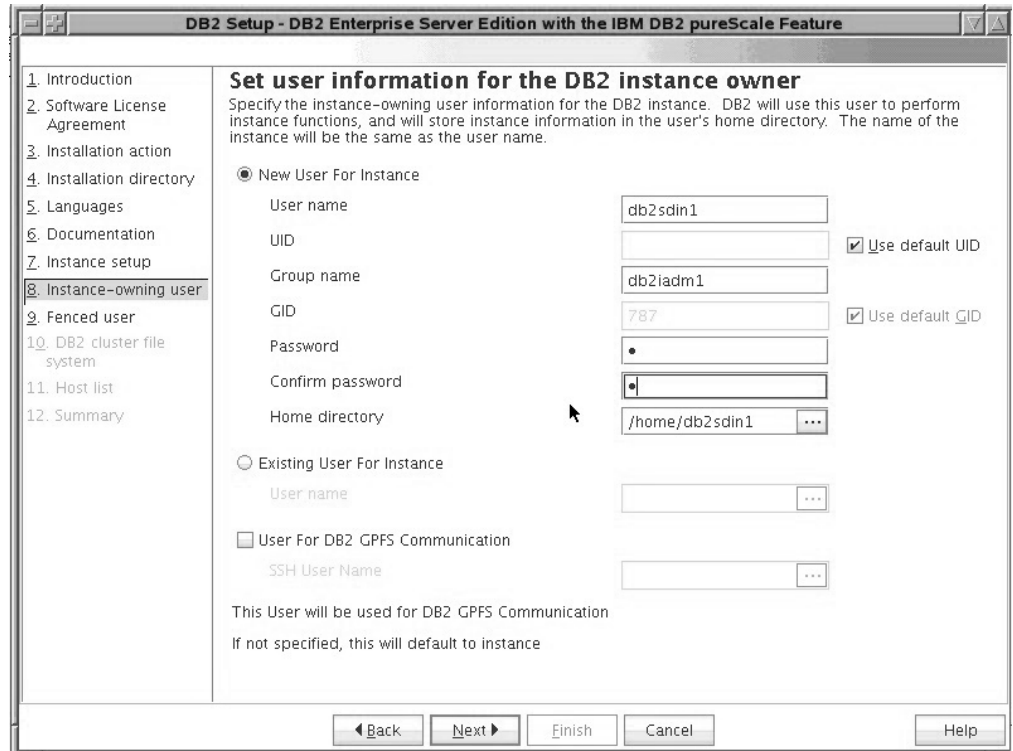 DB2 Setup - DB2 Enterprise Server Edition with the IBM DB2 pureScale Feature
1. Introduction
2. Software License
Agreement
3. Installation action
4. Installation directory
5. Languages
6. Documentation
7. Instance setup
8. Instance-owning user
9. Fenced user
10. DB2 cluster file
system
11. Host list
12. Summary
Set user information for the DB2 instance owner
Specify the instance-owning user information for the DB2 instance. DB2 will use this user to perform
instance functions, and will store instance information in the user's home directory. The name of the
instance will be the same as the user name.
New User For Instance
User name db2sdin1
UID Use default UID
Group name db2iadm1
GID 787 Use default GID
Password •
Confirm password •
Home directory /home/db2sdin1 ...
Existing User For Instance
User name ...
User For DB2 GPFS Communication
SSH User Name ...
This User will be used for DB2 GPFS Communication
If not specified, this will default to instance
Back Next Finish Cancel Help